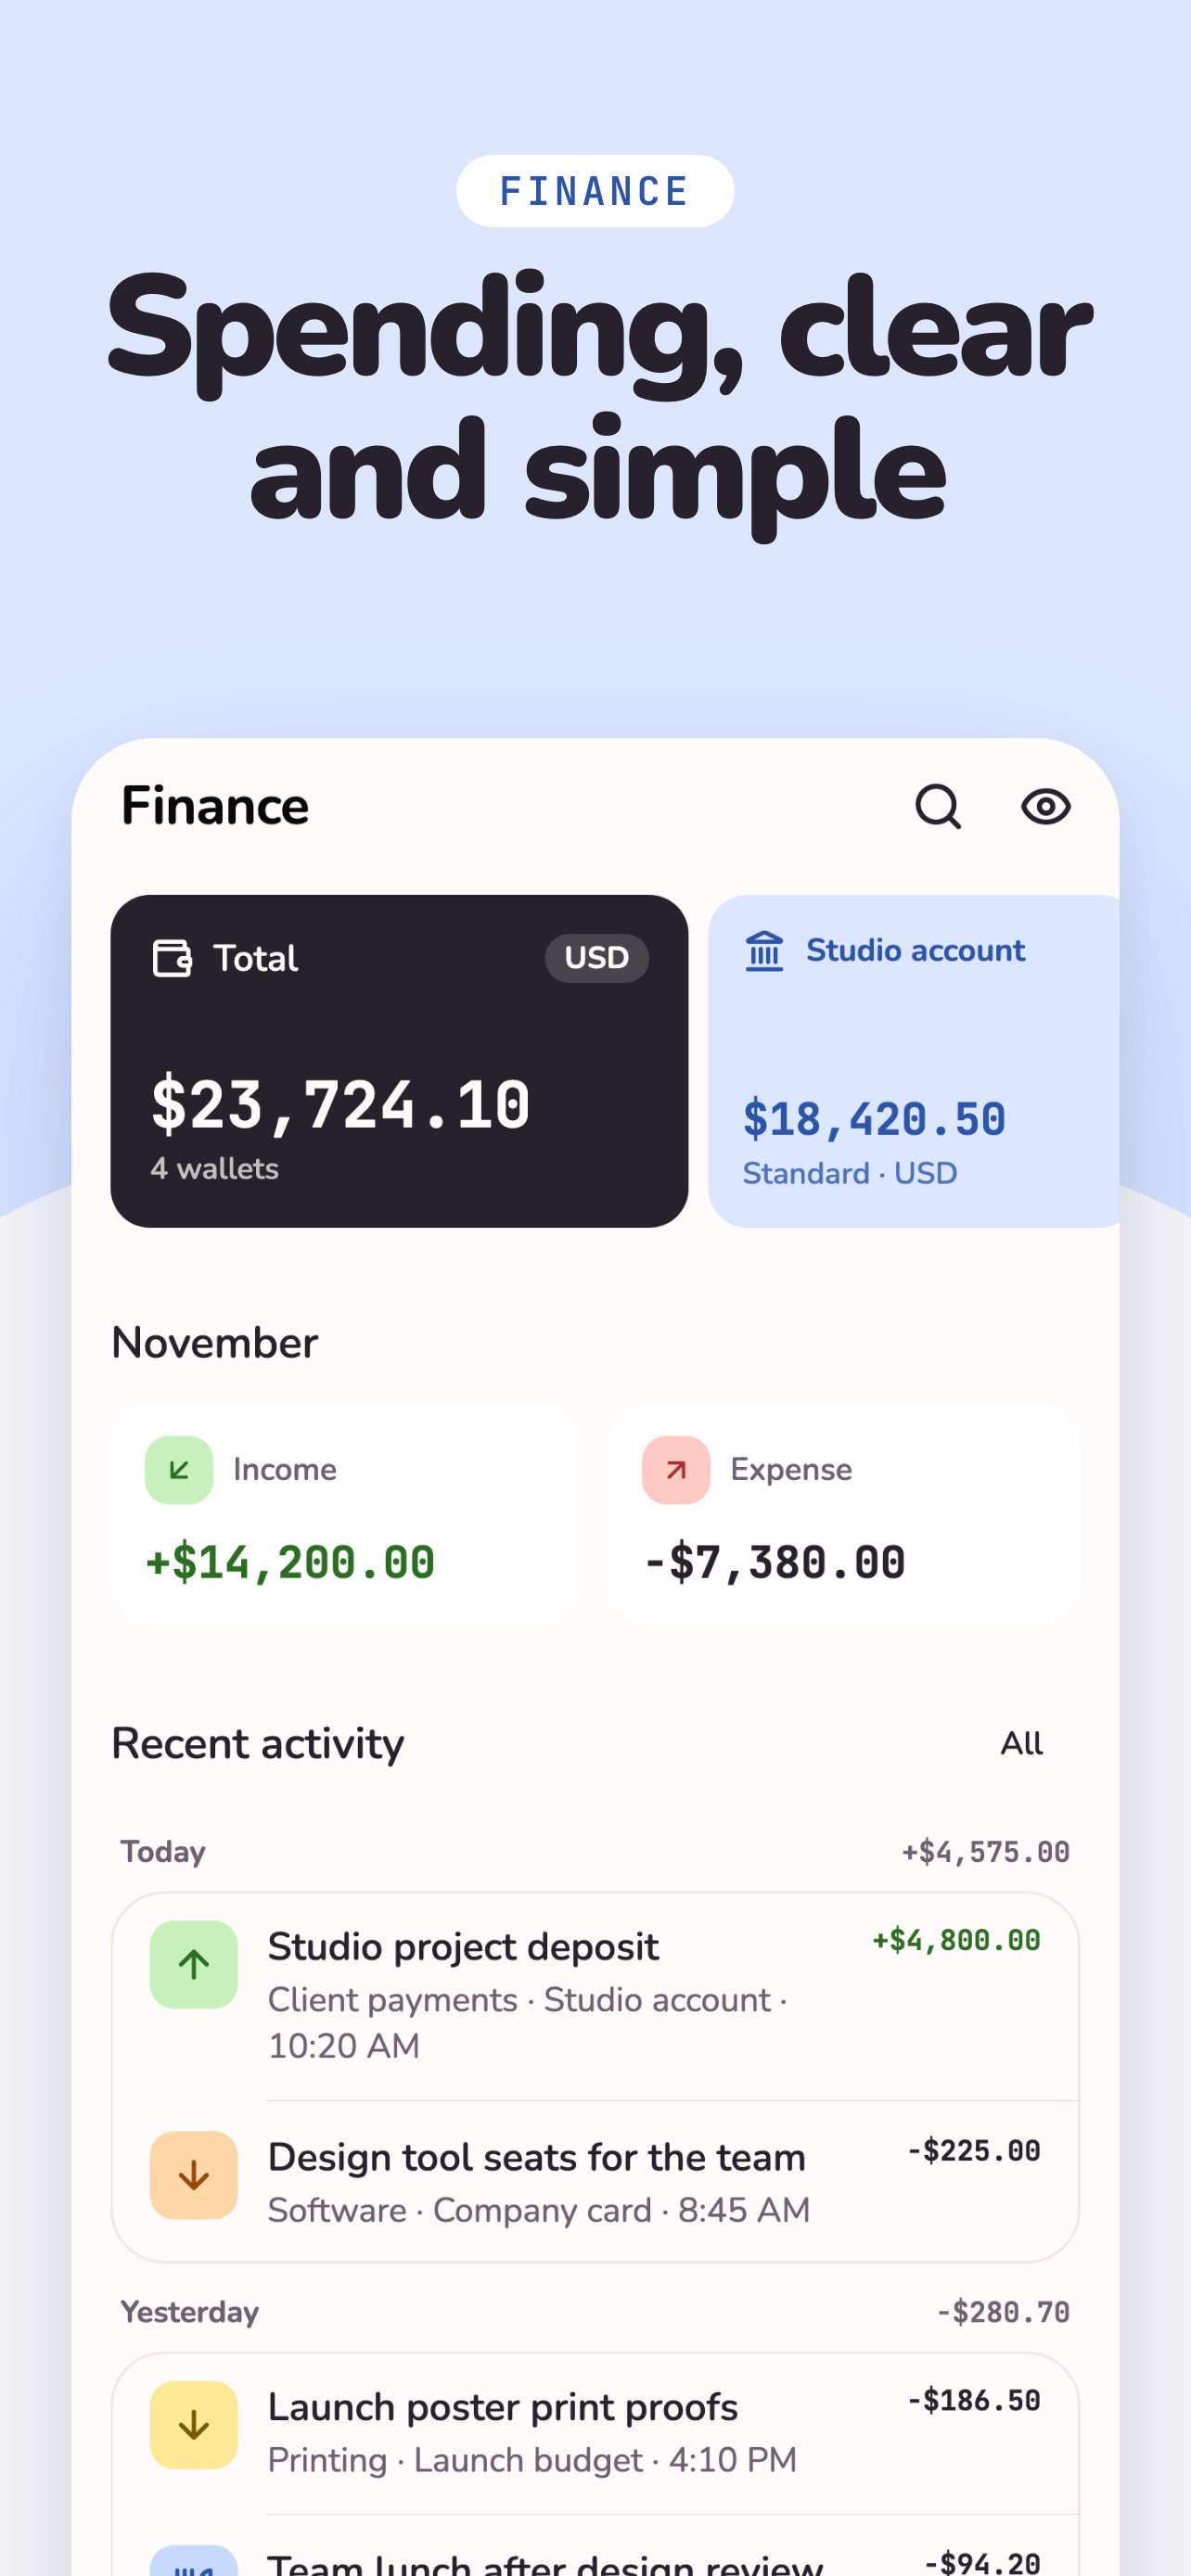 FINANCE
Spending, clear
and simple
Finance
Total
USD
$23,724.10
4 wallets
Studio account
$18,420.50
Standard · USD
November
Income
+$14,200.00
Expense
-$7,380.00
Recent activity
All
Today
+$4,575.00
Studio project deposit
+$4,800.00
Client payments · Studio account ·
10:20 AM
Design tool seats for the team
-$225.00
Software · Company card · 8:45 AM
Yesterday
-$280.70
Launch poster print proofs
-$186.50
Printing · Launch budget · 4:10 PM
Team lunch after design review
-$94.20